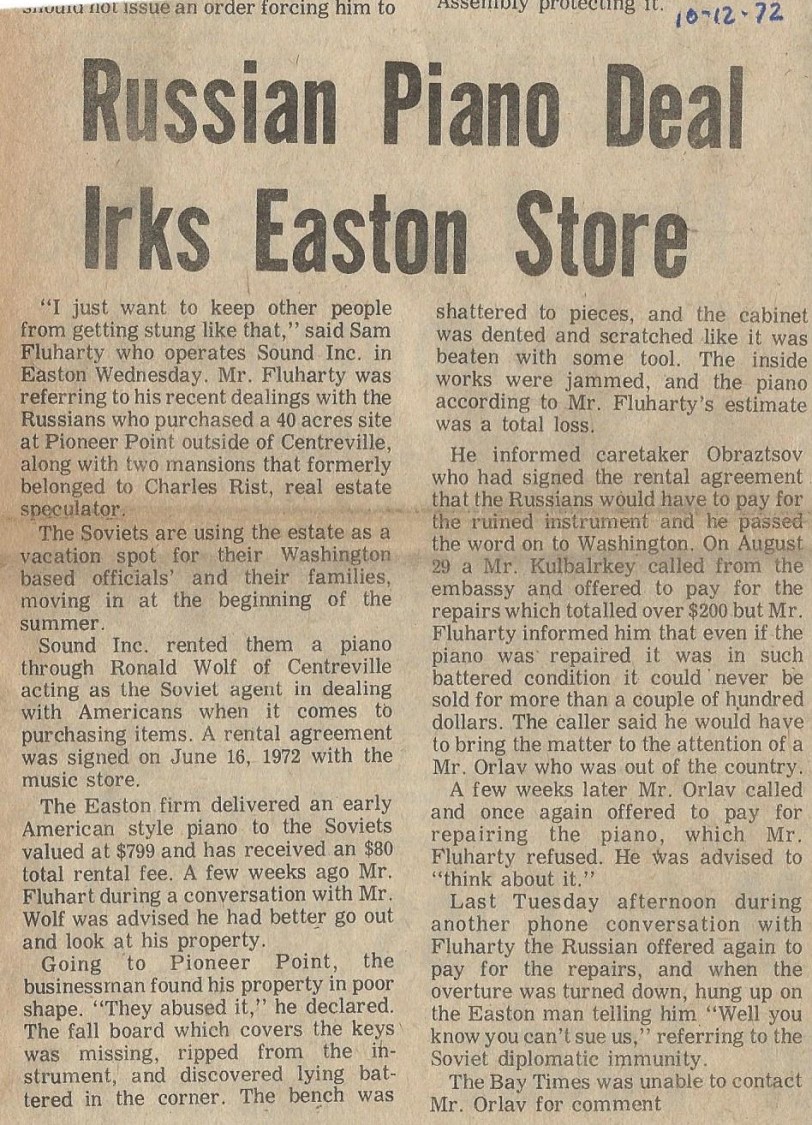 should not issue an order forcing him to
Assembly protecting it.
10-12-72
Russian Piano Deal
Irks Easton Store
"I just want to keep other people
from getting stung like that," said Sam
Fluharty who operates Sound Inc. in
Easton Wednesday. Mr. Fluharty was
referring to his recent dealings with the
Russians who purchased a 40 acres site
at Pioneer Point outside of Centreville,
along with two mansions that formerly
belonged to Charles Rist, real estate
speculator.
The Soviets are using the estate as a
vacation spot for their Washington
based officials' and their families,
moving in at the beginning of the
summer.
Sound Inc. rented them a piano
through Ronald Wolf of Centreville
acting as the Soviet agent in dealing
with Americans when it comes to
purchasing items. A rental agreement
was signed on June 16, 1972 with the
music store.
The Easton firm delivered an early
American style piano to the Soviets
valued at $799 and has received an $80
total rental fee. A few weeks ago Mr.
Fluhart during a conversation with Mr.
Wolf was advised he had better go out
and look at his property.
Going to Pioneer Point, the
businessman found his property in poor
shape. "They abused it," he declared.
The fall board which covers the keys
was missing, ripped from the in-
strument, and discovered lying bat-
tered in the corner. The bench was
shattered to pieces, and the cabinet
was dented and scratched like it was
beaten with some tool. The inside
works were jammed, and the piano
according to Mr. Fluharty's estimate
was a total loss.
He informed caretaker Obraztsov
who had signed the rental agreement
that the Russians would have to pay for
the ruined instrument and he passed
the word on to Washington. On August
29 a Mr. Kulbalrkey called from the
embassy and offered to pay for the
repairs which totalled over $200 but Mr.
Fluharty informed him that even if the
piano was repaired it was in such
battered condition it could never be
sold for more than a couple of hundred
dollars. The caller said he would have
to bring the matter to the attention of a
Mr. Orlav who was out of the country.
A few weeks later Mr. Orlav called
and once again offered to pay for
repairing the piano, which Mr.
Fluharty refused. He was advised to
"think about it."
Last Tuesday afternoon during
another phone conversation with
Fluharty the Russian offered again to
pay for the repairs, and when the
overture was turned down, hung up on
the Easton man telling him "Well you
know you can't sue us," referring to the
Soviet diplomatic immunity.
The Bay Times was unable to contact
Mr. Orlav for comment